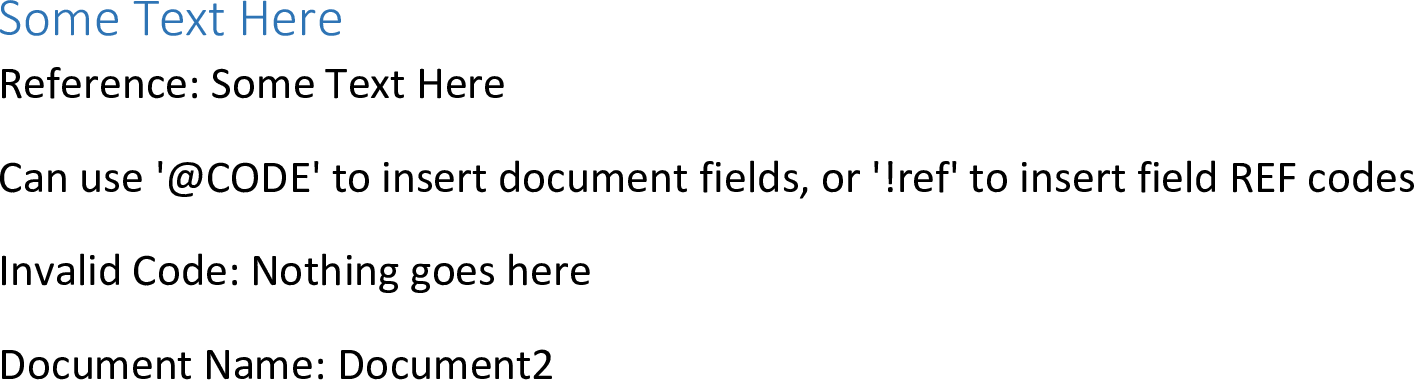 Some Text Here
Reference: Some Text Here
Can use '@CODE' to insert document fields, or '!ref' to insert field REF codes
Invalid Code: Nothing goes here
Document Name: Document2